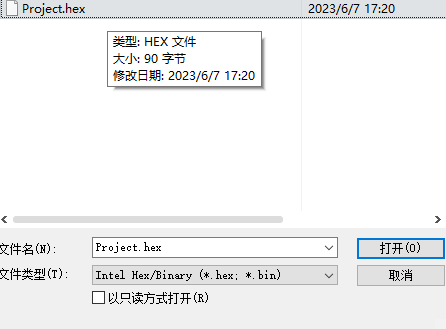 Project.hex 2023/6/7 17:20
类型: HEX 文件
大小: 90 字节
修改日期: 2023/6/7 17:20
文件名(N): Project.hex 打开(O)
文件类型(T): Intel Hex/Binary (*.hex; *.bin) 取消
以只读方式打开(R)